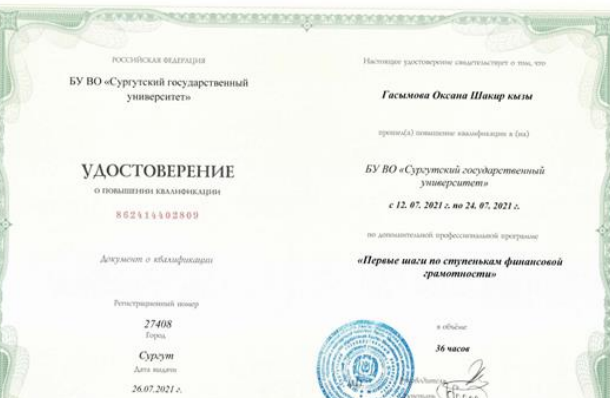 РОССИЙСКАЯ ФЕДЕРАЦИЯ
БУ ВО «Сургутский государственный
университет»
УДОСТОВЕРЕНИЕ
О ПОВЫШЕНИИ КВАЛИФИКАЦИИ
862414402809
Документ о квалификации
Регистрационный номер
27408
Город
Сургут
Дата выдачи
26.07.2021 г.
Настоящее удостоверение свидетельствует о том, что
Гасымова Оксана Шакир кызы
прошел(а) повышение квалификации в (на)
БУ ВО «Сургутский государственный
университет»
с 12. 07. 2021 г. по 24. 07. 2021 г.
по дополнительной профессиональной программе
«Первые шаги по ступенькам финансовой
грамотности»
в объёме
36 часов